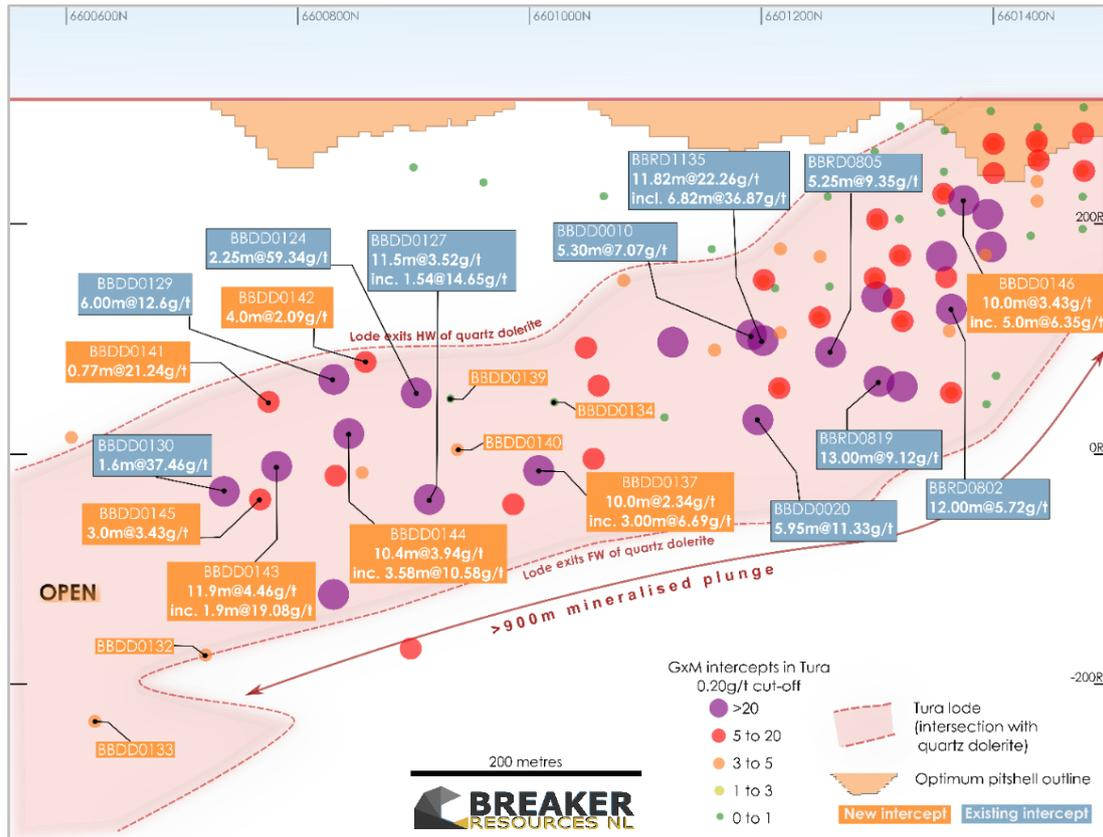 6600600N
6600800N
6601000N
6601200N
6601400N
BBRD1135
11.82m@22.26g/t
incl. 6.82m@36.87g/t
BBRD0805
5.25m@9.35g/t
200R
BBDD0124
2.25m@59.34g/t
BBDD0127
11.5m@3.52g/t
inc. 1.54@14.65g/t
BBDD0010
5.30m@7.07g/t
BBDD0129
6.00m@12.6g/t
BBDD0142
4.0m@2.09g/t
BBDD0146
10.0m@3.43g/t
inc. 5.0m@6.35g/t
Lode exits HW of quartz dolerite
BBDD0141
0.77m@21.24g/t
BBDD0139
BBDD0134
BBDD0140
BBDD0130
1.6m@37.46g/t
BBRD0819
13.00m@9.12g/t
0R
BBDD0137
10.0m@2.34g/t
inc. 3.00m@6.69g/t
BBRD0802
12.00m@5.72g/t
BBDD0145
3.0m@3.43g/t
BBDD0020
5.95m@11.33g/t
BBDD0144
10.4m@3.94g/t
inc. 3.58m@10.58g/t
Lode exits FW of quartz dolerite
BBDD0143
11.9m@4.46g/t
inc. 1.9m@19.08g/t
OPEN
>900m mineralised plunge
BBDD0132
-200R
BBDD0133
GxM intercepts in Tura
0.20g/t cut-off
>20
5 to 20
3 to 5
1 to 3
0 to 1
Tura lode
(intersection with
quartz dolerite)
Optimum pitshell outline
New intercept
Existing intercept
200 metres
BREAKER
RESOURCES NL